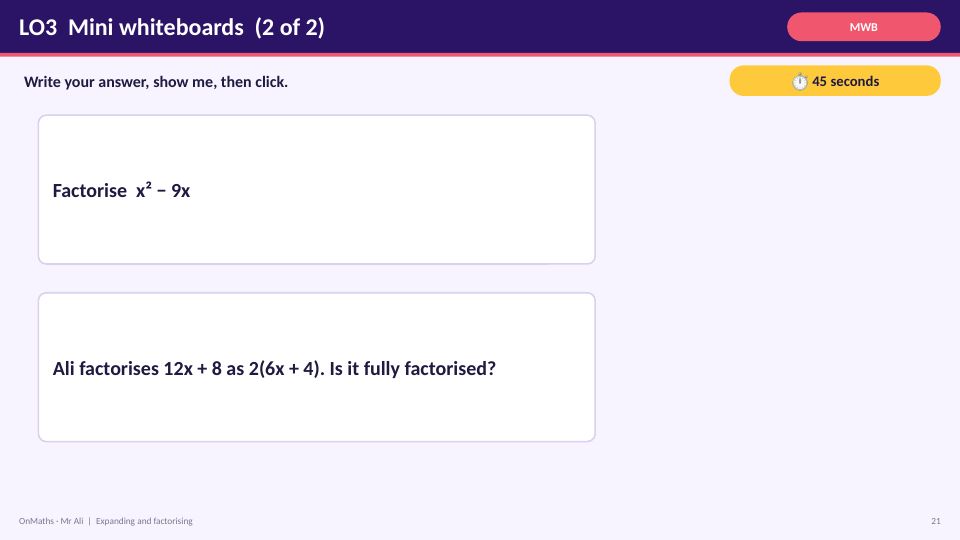 LO3 Mini whiteboards (2 of 2)
MWB
Write your answer, show me, then click.
⏱️ 45 seconds
Factorise x² − 9x
Ali factorises 12x + 8 as 2(6x + 4). Is it fully factorised?
OnMaths · Mr Ali | Expanding and factorising
21